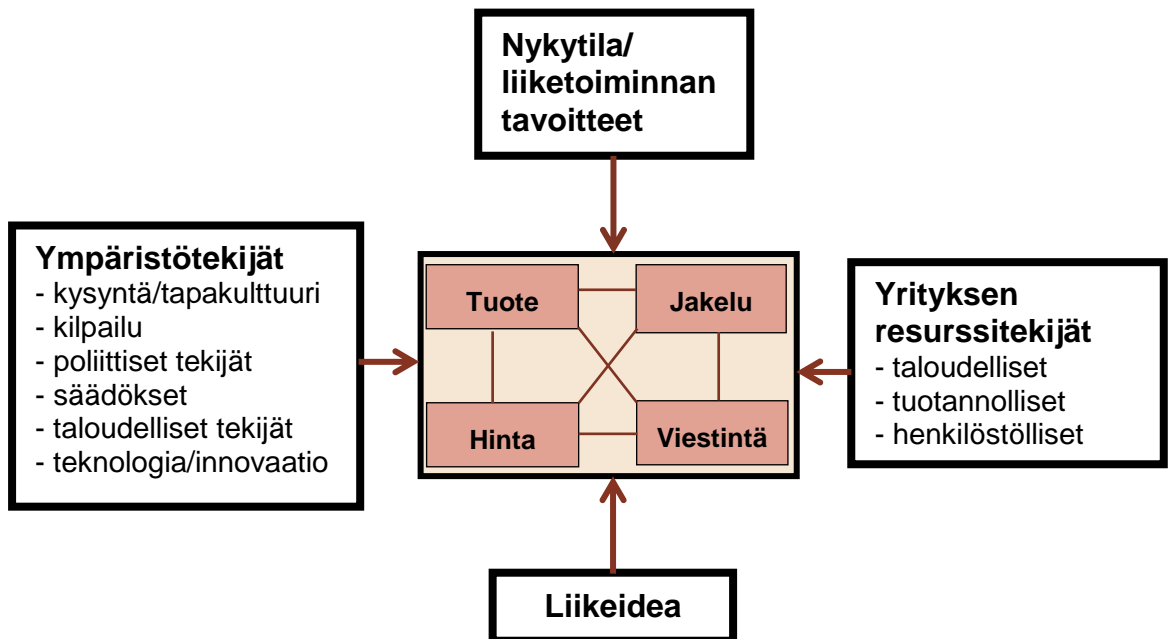 Nykytila/
liiketoiminnan
tavoitteet
Ympäristötekijät
- kysyntä/tapakulttuuri
- kilpailu
- poliittiset tekijät
- säädökset
- taloudelliset tekijät
- teknologia/innovaatio
Tuote
Jakelu
Hinta
Viestintä
Yrityksen
resurssitekijät
- taloudelliset
- tuotannolliset
- henkilöstölliset
Liikeidea